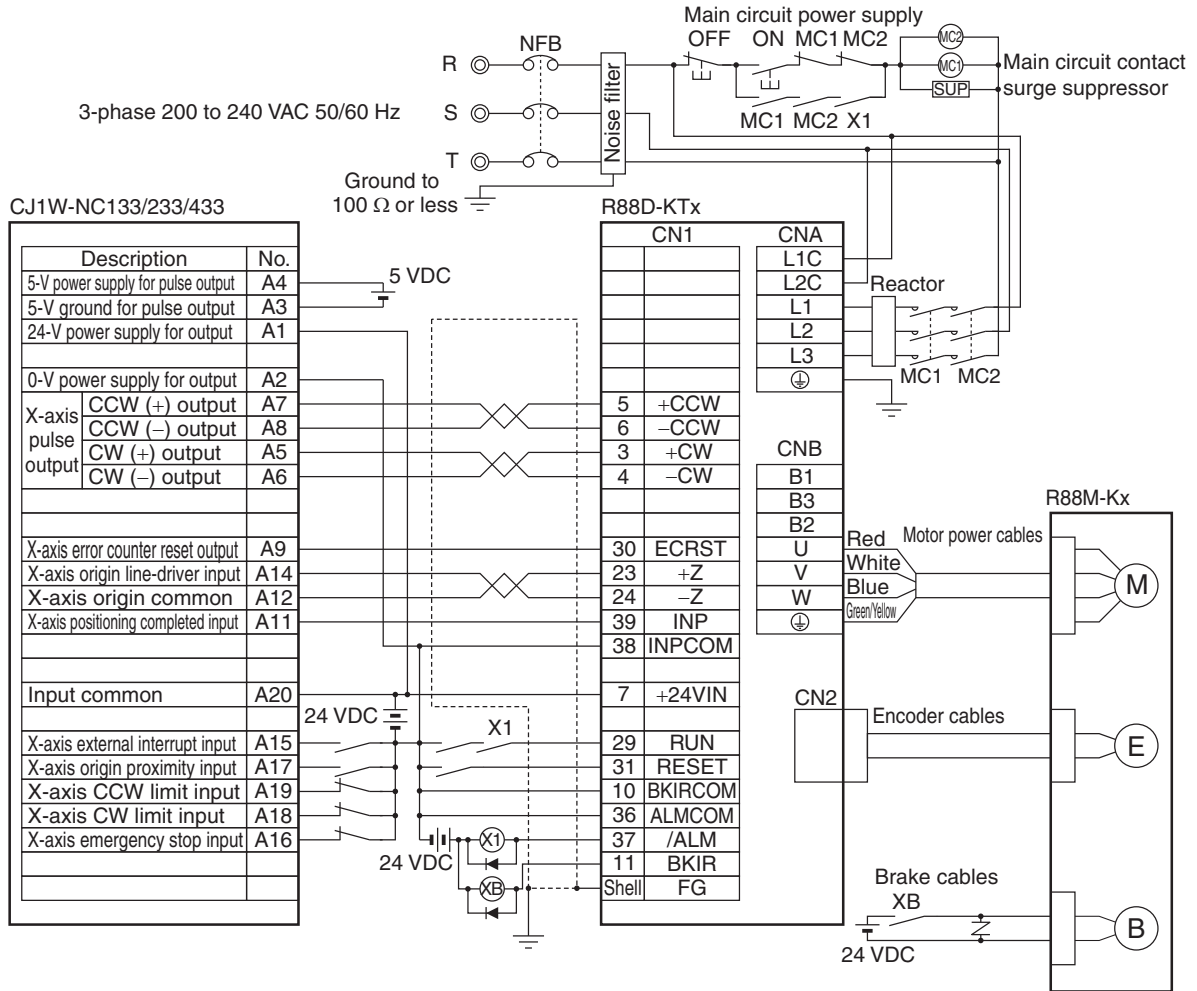 Main circuit power supply
OFF ON MC1 MC2
MC2
NFB
R
MC1
Main circuit contact
SUP
surge suppressor
Noise filter
3-phase 200 to 240 VAC 50/60 Hz
S
MC1 MC2 X1
T
Ground to
100 Ω or less
CJ1W-NC133/233/433
R88D-KTx
CN1
CNA
Description No.
L1C
5-V power supply for pulse output A4
5 VDC
L2C
Reactor
5-V ground for pulse output A3
L1
24-V power supply for output A1
L2
L3
MC1 MC2
0-V power supply for output A2
X-axis pulse output
CCW (+) output A7
5 +CCW
CCW (−) output A8
6 −CCW
CW (+) output A5
3 +CW
CNB
CW (−) output A6
4 −CW
B1
B3
B2
R88M-Kx
X-axis error counter reset output A9
30 ECRST
U
Red
Motor power cables
X-axis origin line-driver input A14
23 +Z
V
White
X-axis origin common A12
24 −Z
W
Blue
M
X-axis positioning completed input A11
39 INP
Green/Yellow
38 INPCOM
Input common A20
7 +24VIN
CN2
24 VDC
Encoder cables
X1
X-axis external interrupt input A15
29 RUN
E
X-axis origin proximity input A17
31 RESET
X-axis CCW limit input A19
10 BKIRCOM
X-axis CW limit input A18
36 ALMCOM
X-axis emergency stop input A16
X1
37 /ALM
24 VDC
11 BKIR
XB
Shell FG
Brake cables
XB
B
24 VDC